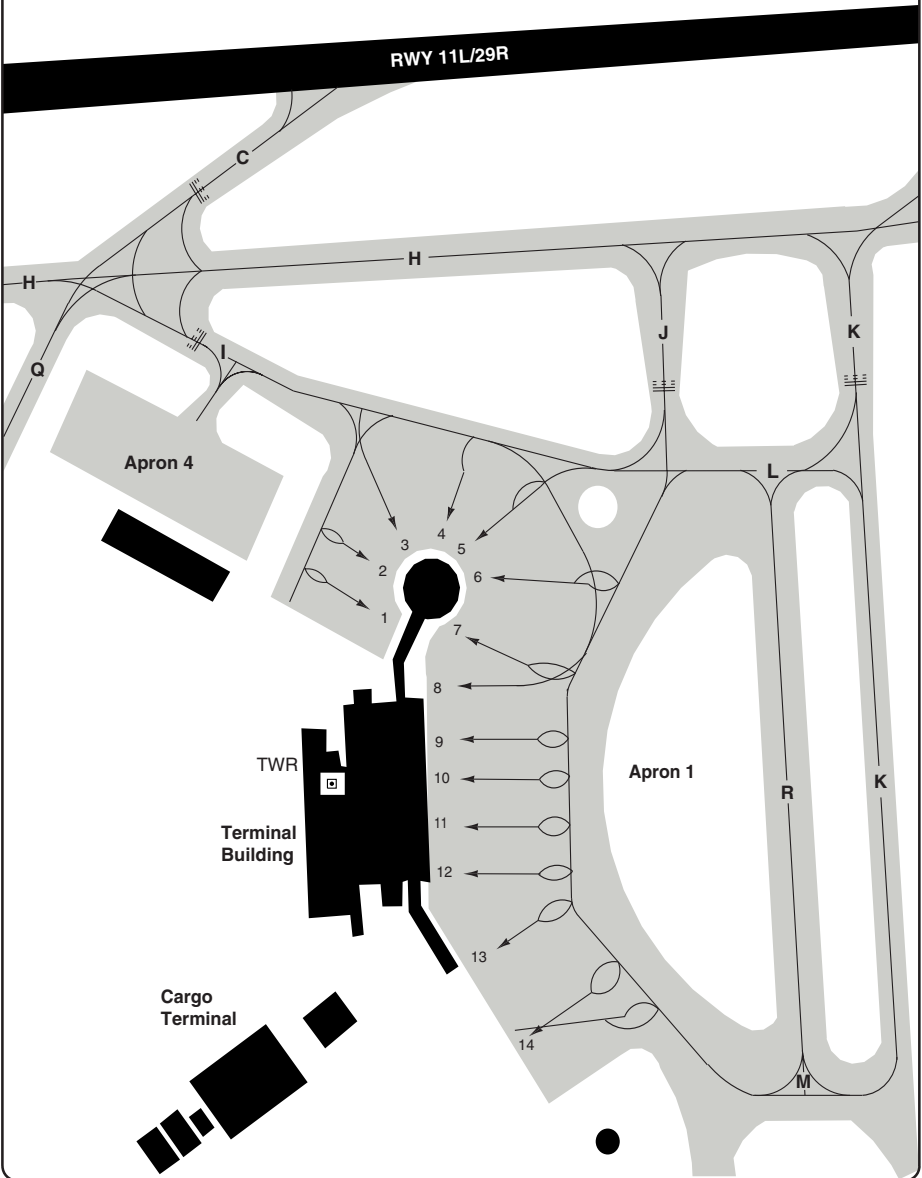 RWY 11L/29R
C
H
H
J
K
I
Q
Apron 4
L
4
3
5
2
6
1
7
8
9
TWR
10
Apron 1
R
K
11
Terminal
Building
12
13
Cargo
Terminal
14
M